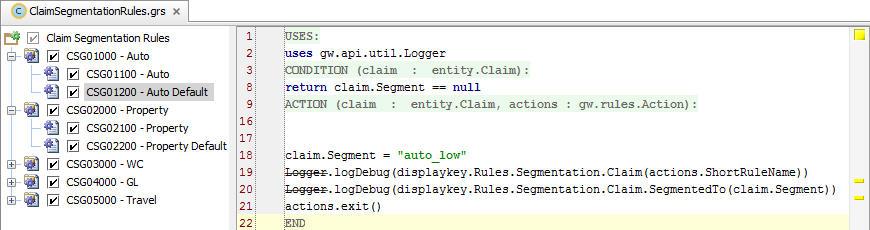 ClaimSegmentationRules.grs
Claim Segmentation Rules
CSG01000 - Auto
CSG01100 - Auto
CSG01200 - Auto Default
CSG02000 - Property
CSG02100 - Property
CSG02200 - Property Default
CSG03000 - WC
CSG04000 - GL
CSG05000 - Travel
1 USES:
2 uses gw.api.util.Logger
3 CONDITION (claim : entity.Claim):
8 return claim.Segment == null
9 ACTION (claim : entity.Claim, actions : gw.rules.Action):
16
17
18 claim.Segment = "auto_low"
19 Logger.logDebug(displaykey.Rules.Segmentation.Claim(actions.ShortRuleName))
20 Logger.logDebug(displaykey.Rules.Segmentation.Claim.SegmentedTo(claim.Segment))
21 actions.exit()
22 END